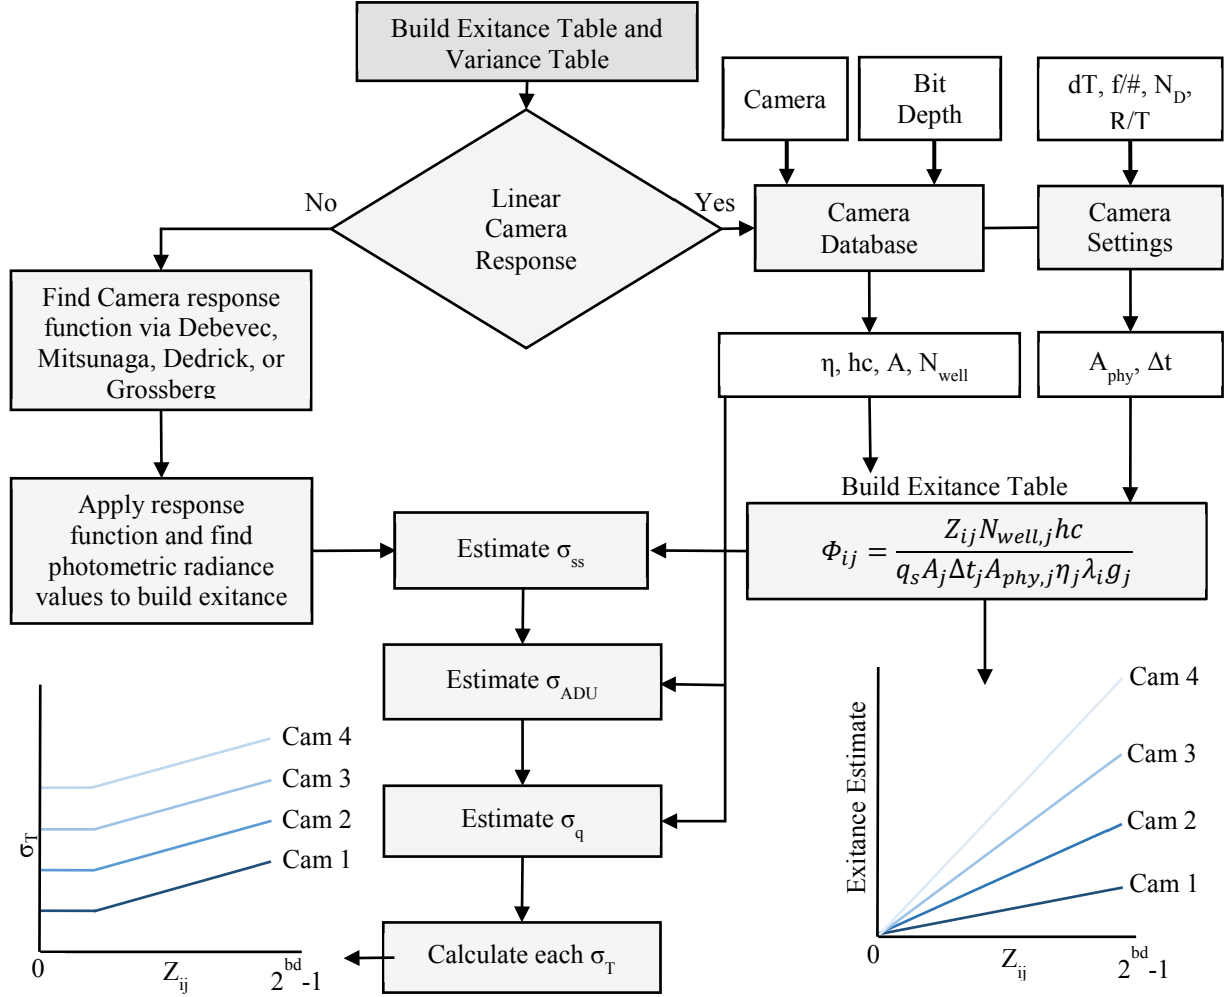 Build Exitance Table and
Variance Table
Camera
Bit
Depth
dT, f/#, N_D,
R/T
No
Linear
Camera
Response
Yes
Camera
Database
Camera
Settings
Find Camera response
function via Debevec,
Mitsunaga, Dedrick, or
Grossberg
η, hc, A, N_well
A_phy, Δt
Apply response
function and find
photometric radiance
values to build exitance
Estimate σ_ss
Build Exitance Table
Φ_ij = Z_ij N_well,j hc / q_s A_j Δt_j A_phy,j η_j λ_i g_j
Estimate σ_ADU
Estimate σ_q
Calculate each σ_T
σ_T
Cam 4
Cam 3
Cam 2
Cam 1
0
Z_ij
2^bd-1
Exitance Estimate
Cam 4
Cam 3
Cam 2
Cam 1
0
Z_ij
2^bd-1